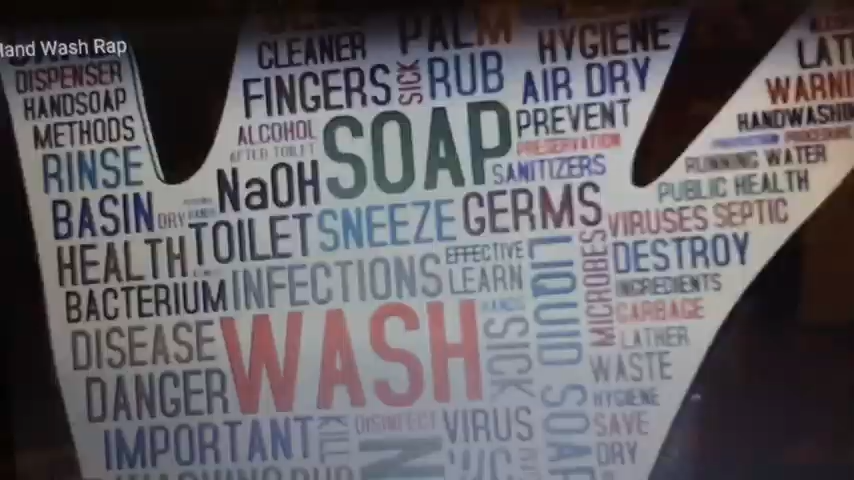 Hand Wash Rap
CLEANER
PALM
HYGIENE
DISPENSER
FINGERS
SICK
RUB
AIR DRY
HANDSOAP
METHODS
ALCOHOL
SOAP
PREVENT
HANDWASHIN
AFTER TOILET
PRESERVATION
RINSE
NaOH
SANITIZERS
RUNNING WATER
PUBLIC HEALTH
BASIN
DRY
TOILET
SNEEZE
GERMS
VIRUSES
SEPTIC
HEALTH
EFFECTIVE
LIQUID SOAP
MICROBES
DESTROY
BACTERIUM
INFECTIONS
LEARN
INGREDIENTS
HANDS
GARBAGE
DISEASE
WASH
SICK
LATHER
WASTE
DANGER
HYGIENE
IMPORTANT
KILL
DISINFECT
VIRUS
SAVE
DRY